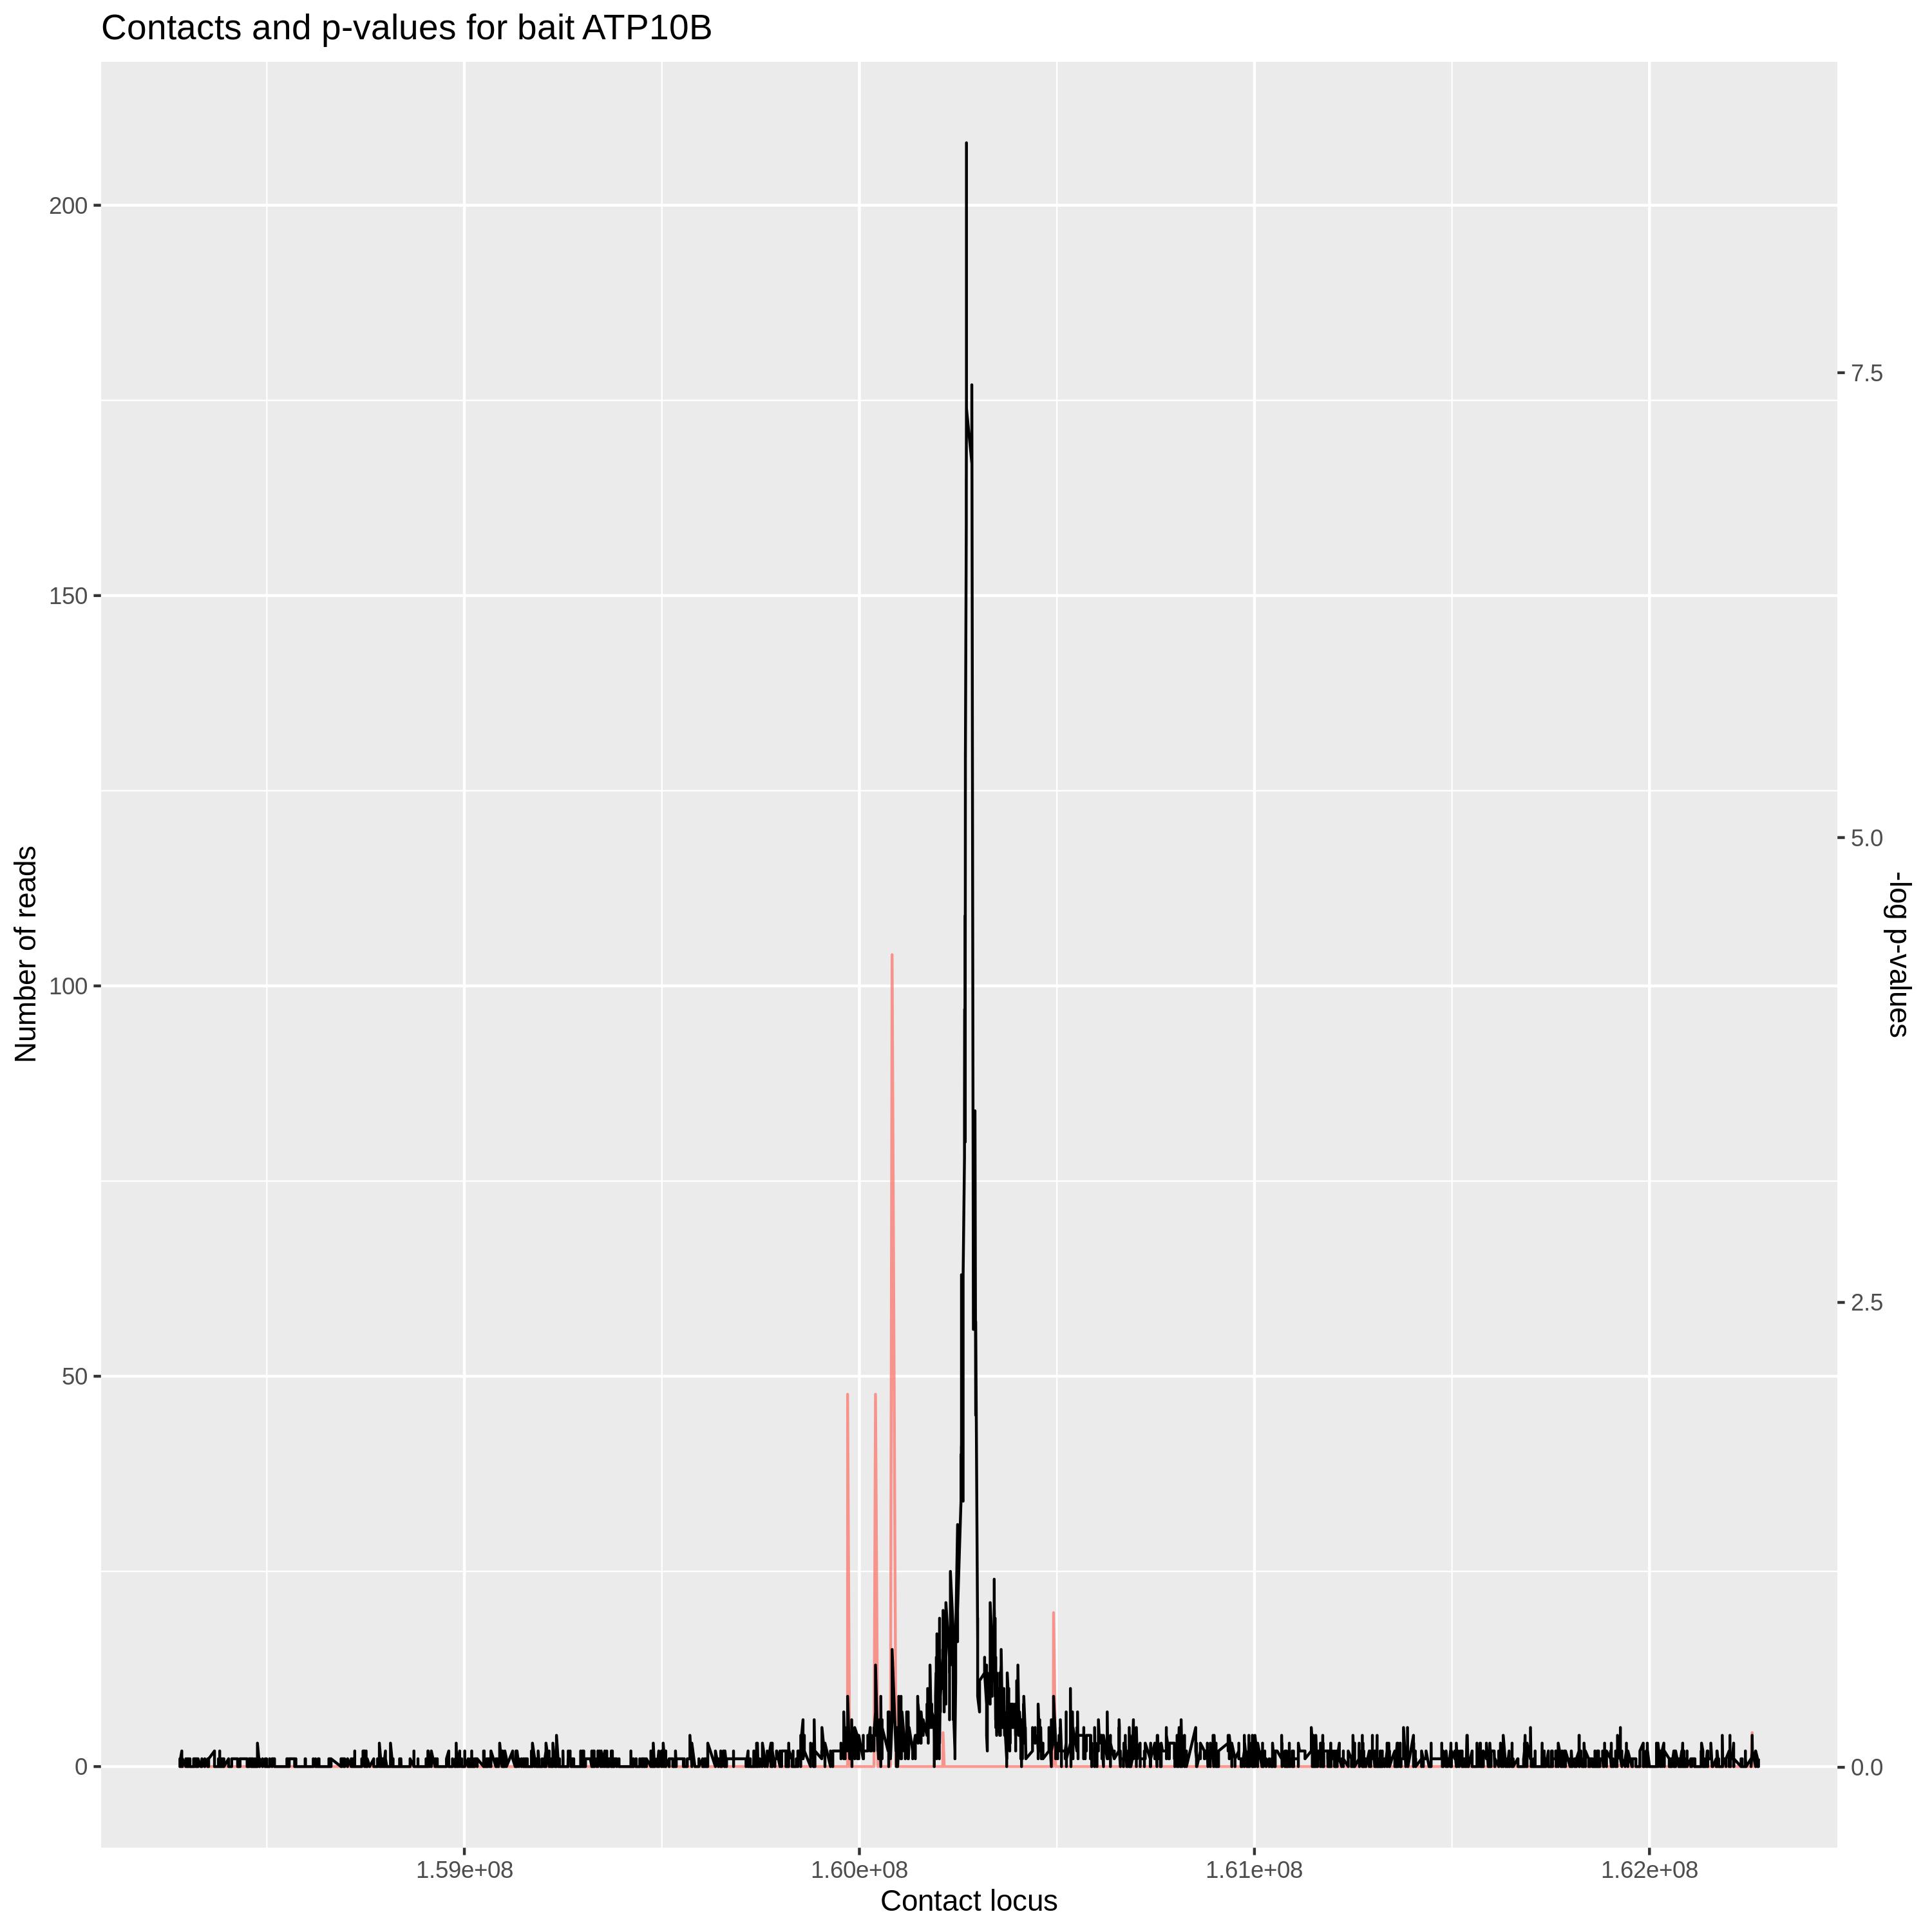 Contacts and p-values for bait ATP10B
200
150
100
50
0
Number of reads
7.5
5.0
2.5
0.0
-log p-values
1.59e+08 1.60e+08 1.61e+08 1.62e+08
Contact locus